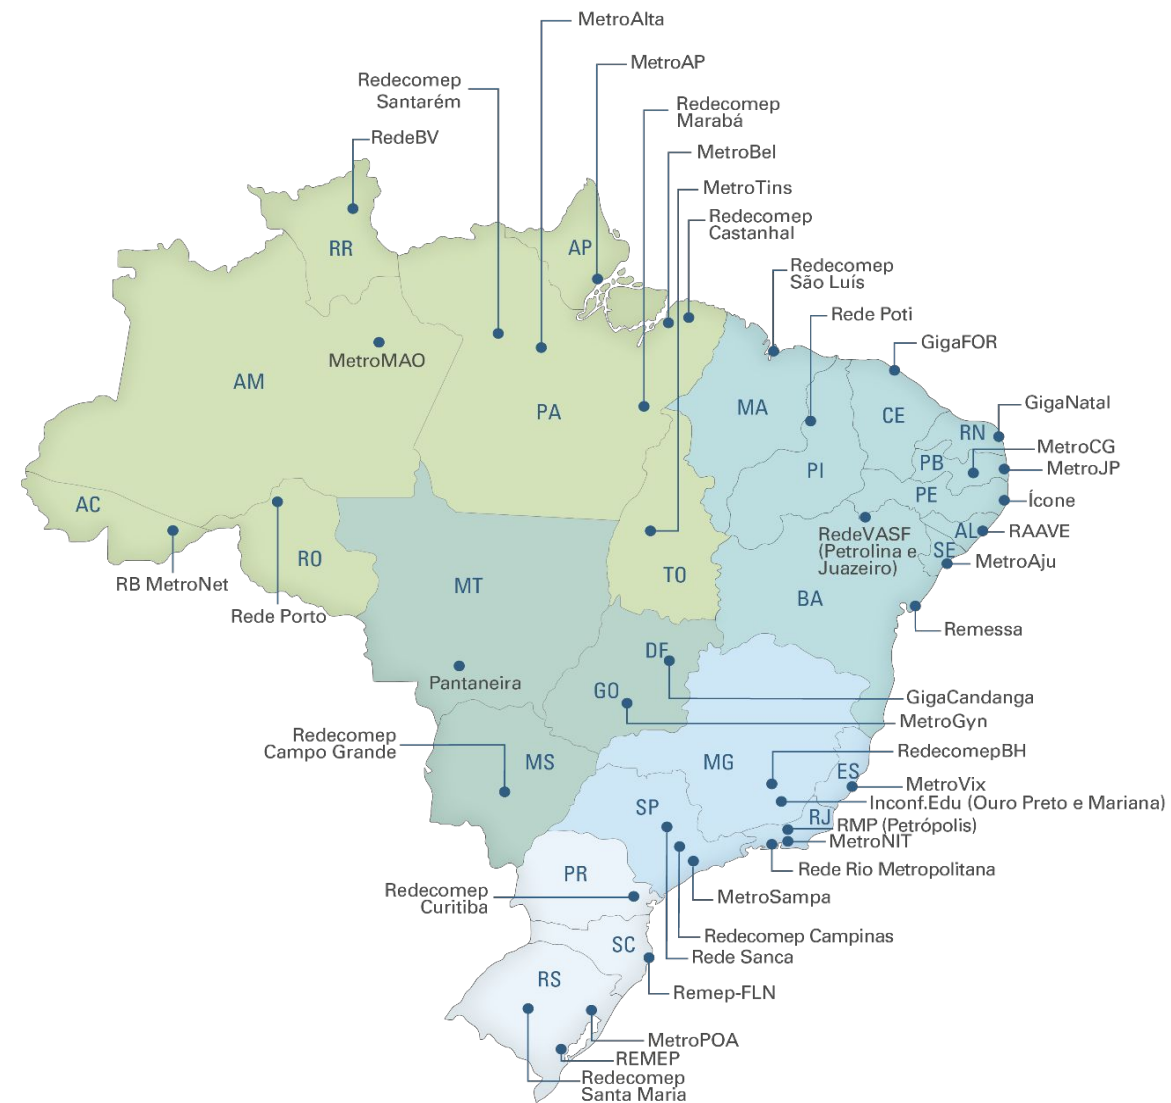 MetroAlta
MetroAP
Redecomep
Santarém
Redecomep
Marabá
RedeBV
MetroBel
MetroTins
Redecomep
Castanhal
RR
AP
Redecomep
São Luís
Rede Poti
GigaFOR
MetroMAO
AM
PA
MA
CE
GigaNatal
RN
MetroCG
PB
MetroJP
PI
PE
Ícone
AC
RedeVASF
(Petrolina e
Juazeiro)
AL
RAAVE
SE
MetroAju
RO
MT
TO
RB MetroNet
BA
Rede Porto
Remessa
DF
Pantaneira
GO
GigaCandanga
MetroGyn
Redecomep
Campo Grande
MS
MG
RedecomepBH
ES
MetroVix
Inconf.Edu (Ouro Preto e Mariana)
SP
RJ
RMP (Petrópolis)
MetroNIT
Rede Rio Metropolitana
PR
Redecomep
Curitiba
MetroSampa
Redecomep Campinas
SC
Rede Sanca
RS
Remep-FLN
MetroPOA
REMEP
Redecomep
Santa Maria